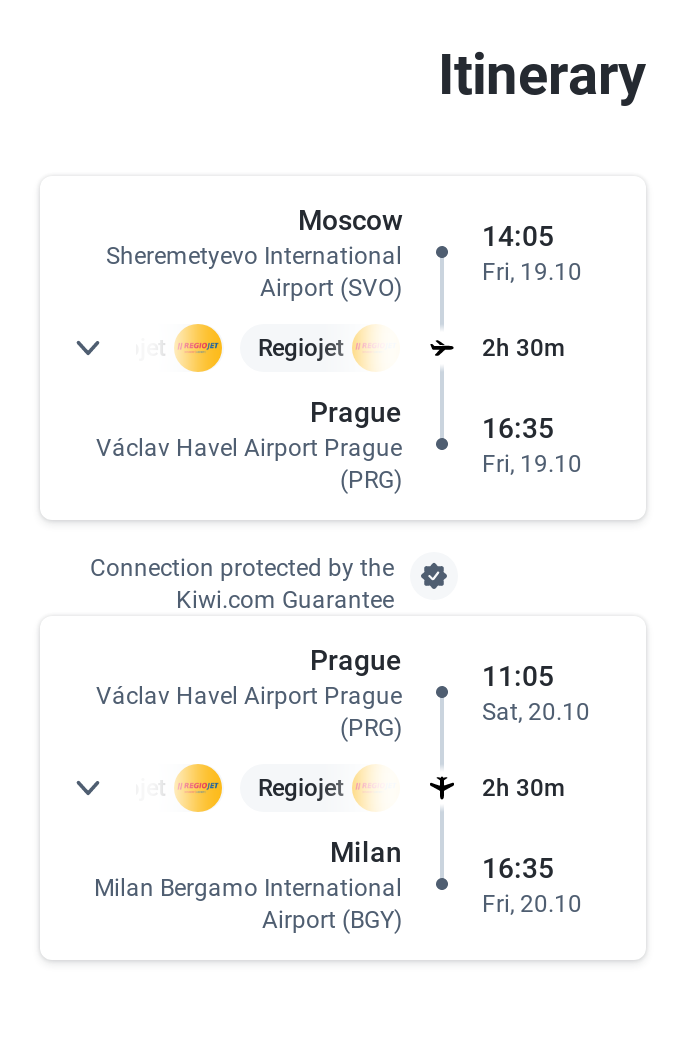 Itinerary
Moscow
Sheremetyevo International
Airport (SVO)
14:05
Fri, 19.10
jet
REGIOJET
Regiojet
REGIOJET
2h 30m
Prague
Václav Havel Airport Prague
(PRG)
16:35
Fri, 19.10
Connection protected by the
Kiwi.com Guarantee
Prague
Václav Havel Airport Prague
(PRG)
11:05
Sat, 20.10
jet
REGIOJET
Regiojet
REGIOJET
2h 30m
Milan
Milan Bergamo International
Airport (BGY)
16:35
Fri, 20.10